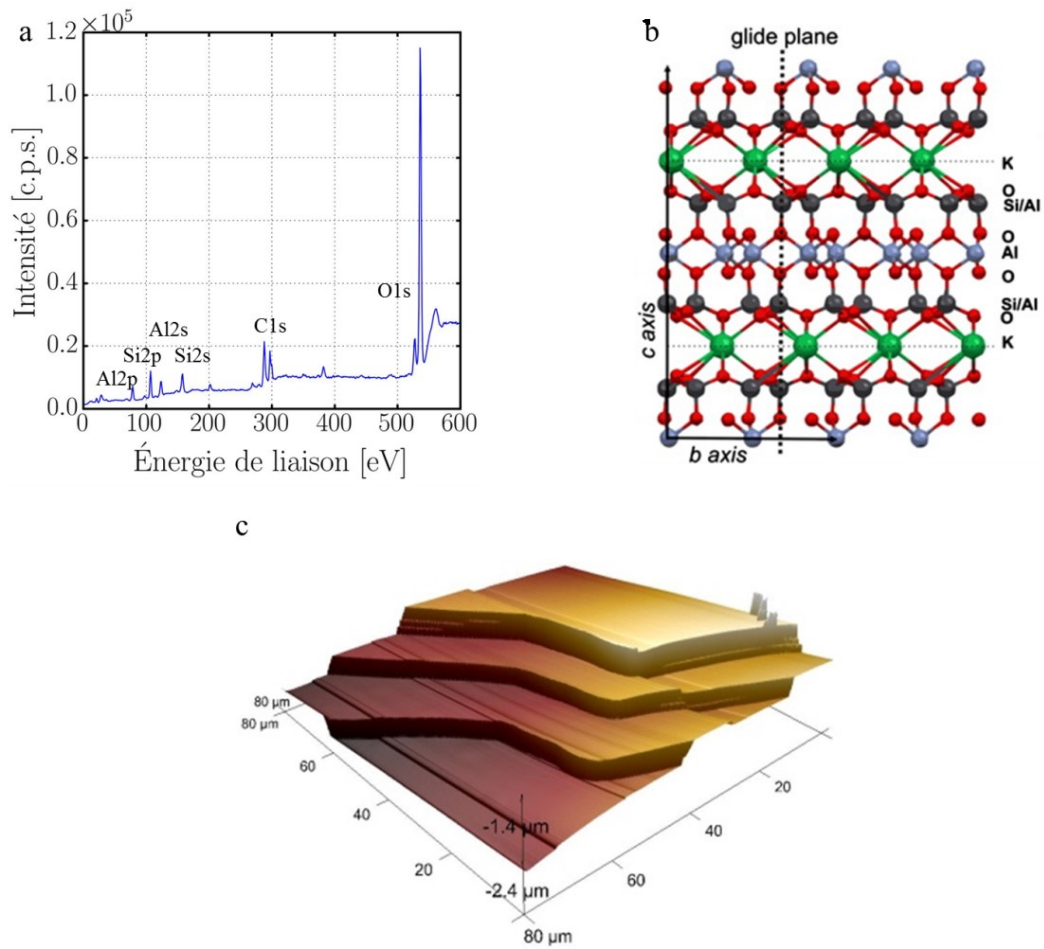 a
1.2 ×10⁵
1.0
0.8
0.6
0.4
0.2
0.0
Intensité [c.p.s.]
Al2p
Si2p
Al2s
Si2s
C1s
O1s
0 100 200 300 400 500 600
Énergie de liaison [eV]
b
glide plane
K
O
Si/Al
O
Al
O
Si/Al
O
K
c axis
b axis
c
80 µm
80 µm
60
40
20
-1.4 µm
-2.4 µm
80 µm
60
40
20